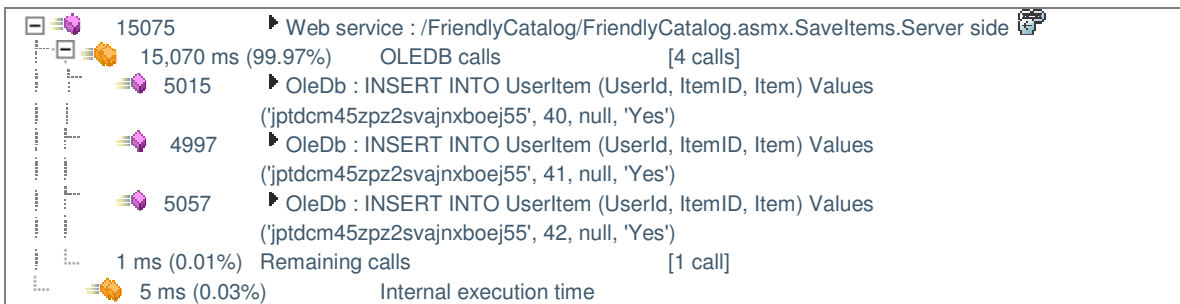 15075 Web service : /FriendlyCatalog/FriendlyCatalog.asmx.SaveItems.Server side
15,070 ms (99.97%) OLEDB calls [4 calls]
5015 OleDb : INSERT INTO UserItem (UserId, ItemID, Item) Values
('jptdcm45zpz2svajnxboej55', 40, null, 'Yes')
4997 OleDb : INSERT INTO UserItem (UserId, ItemID, Item) Values
('jptdcm45zpz2svajnxboej55', 41, null, 'Yes')
5057 OleDb : INSERT INTO UserItem (UserId, ItemID, Item) Values
('jptdcm45zpz2svajnxboej55', 42, null, 'Yes')
1 ms (0.01%) Remaining calls [1 call]
5 ms (0.03%) Internal execution time